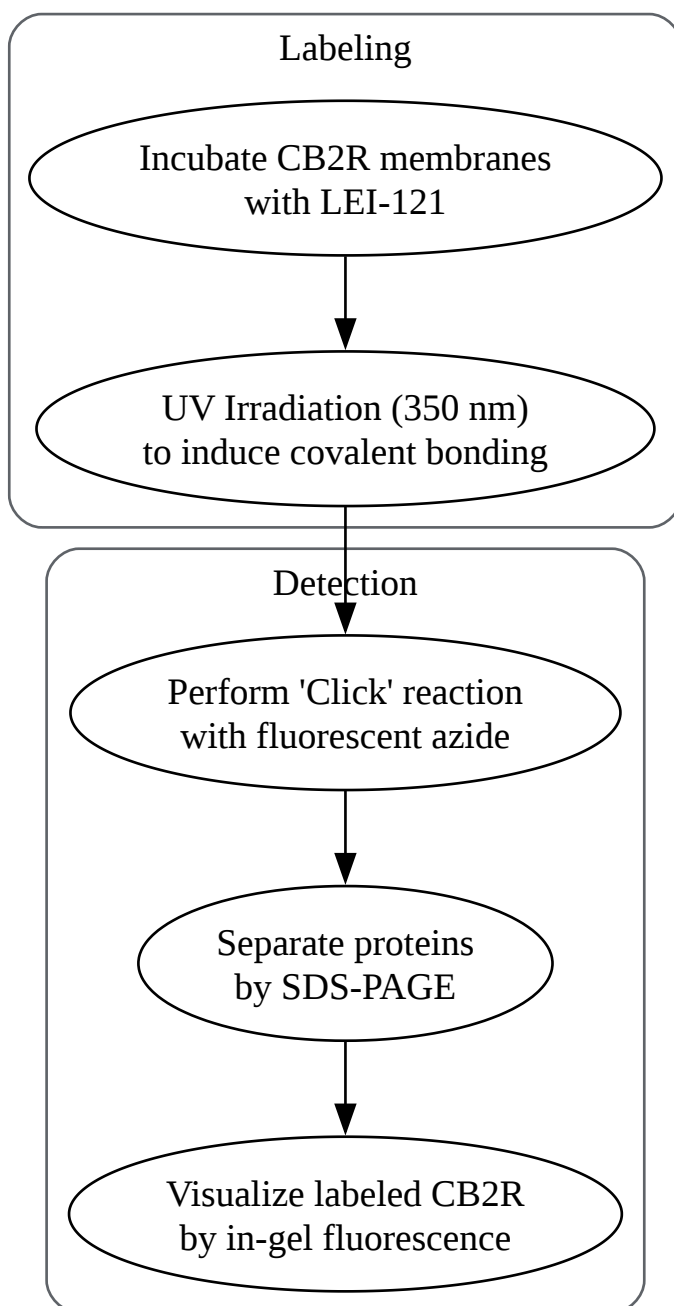 Labeling
Incubate CB2R membranes
with LEI-121
UV Irradiation (350 nm)
to induce covalent bonding
Detection
Perform 'Click' reaction
with fluorescent azide
Separate proteins
by SDS-PAGE
Visualize labeled CB2R
by in-gel fluorescence